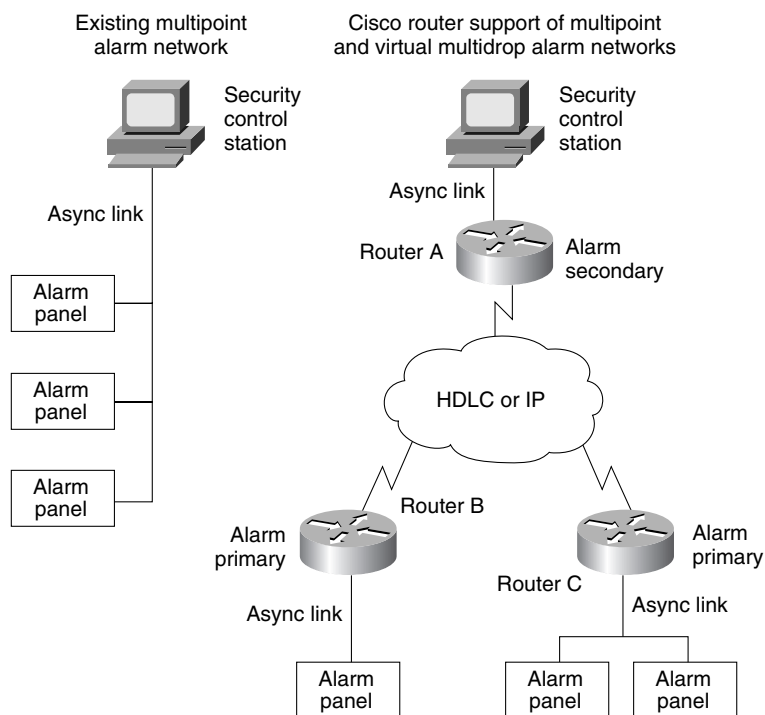 Existing multipoint
alarm network
Security
control
station
Async link
Alarm
panel
Alarm
panel
Alarm
panel
Cisco router support of multipoint
and virtual multidrop alarm networks
Security
control
station
Async link
Router A
Alarm
secondary
HDLC or IP
Router B
Alarm
primary
Async link
Alarm
panel
Alarm
primary
Router C
Async link
Alarm
panel
Alarm
panel